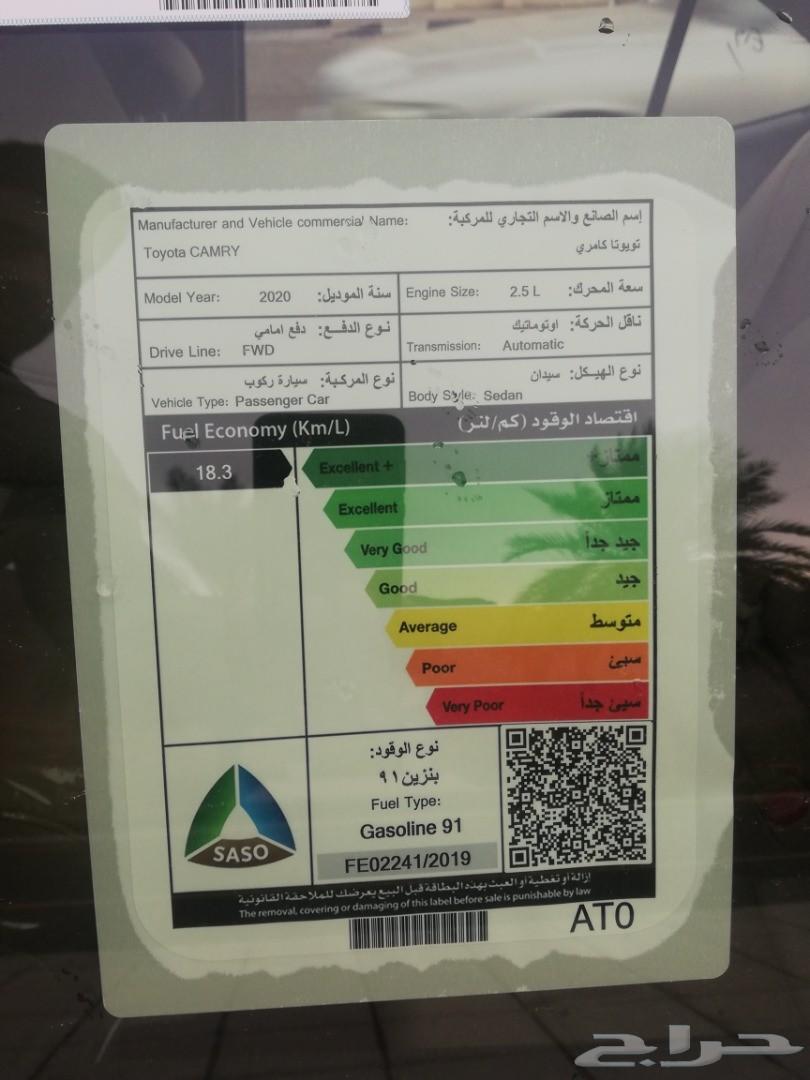 Manufacturer and Vehicle commercial Name: إسم الصانع والاسم التجاري للمركبة:
Toyota CAMRY تويوتا كامري
Model Year: 2020 سنة الموديل:
Engine Size: 2.5 L سعة المحرك:
نوع الدفع: دفع امامي
Drive Line: FWD
ناقل الحركة: اوتوماتيك
Transmission: Automatic
نوع المركبة: سيارة ركوب
Vehicle Type: Passenger Car
نوع الهيكل: سيدان
Body Style: Sedan
Fuel Economy (Km/L) اقتصاد الوقود (كم/لتر)
18.3
Excellent + ممتاز+
Excellent ممتاز
Very Good جيد جداً
Good جيد
Average متوسط
Poor سيئ
Very Poor سيئ جداً
SASO
نوع الوقود:
بنزين ٩١
Fuel Type:
Gasoline 91
FE02241/2019
إزالة أو تغطية أو العبث بهذه البطاقة قبل البيع يعرضك للملاحقة القانونية
The removal, covering or damaging of this label before sale is punishable by law
AT0
حراج